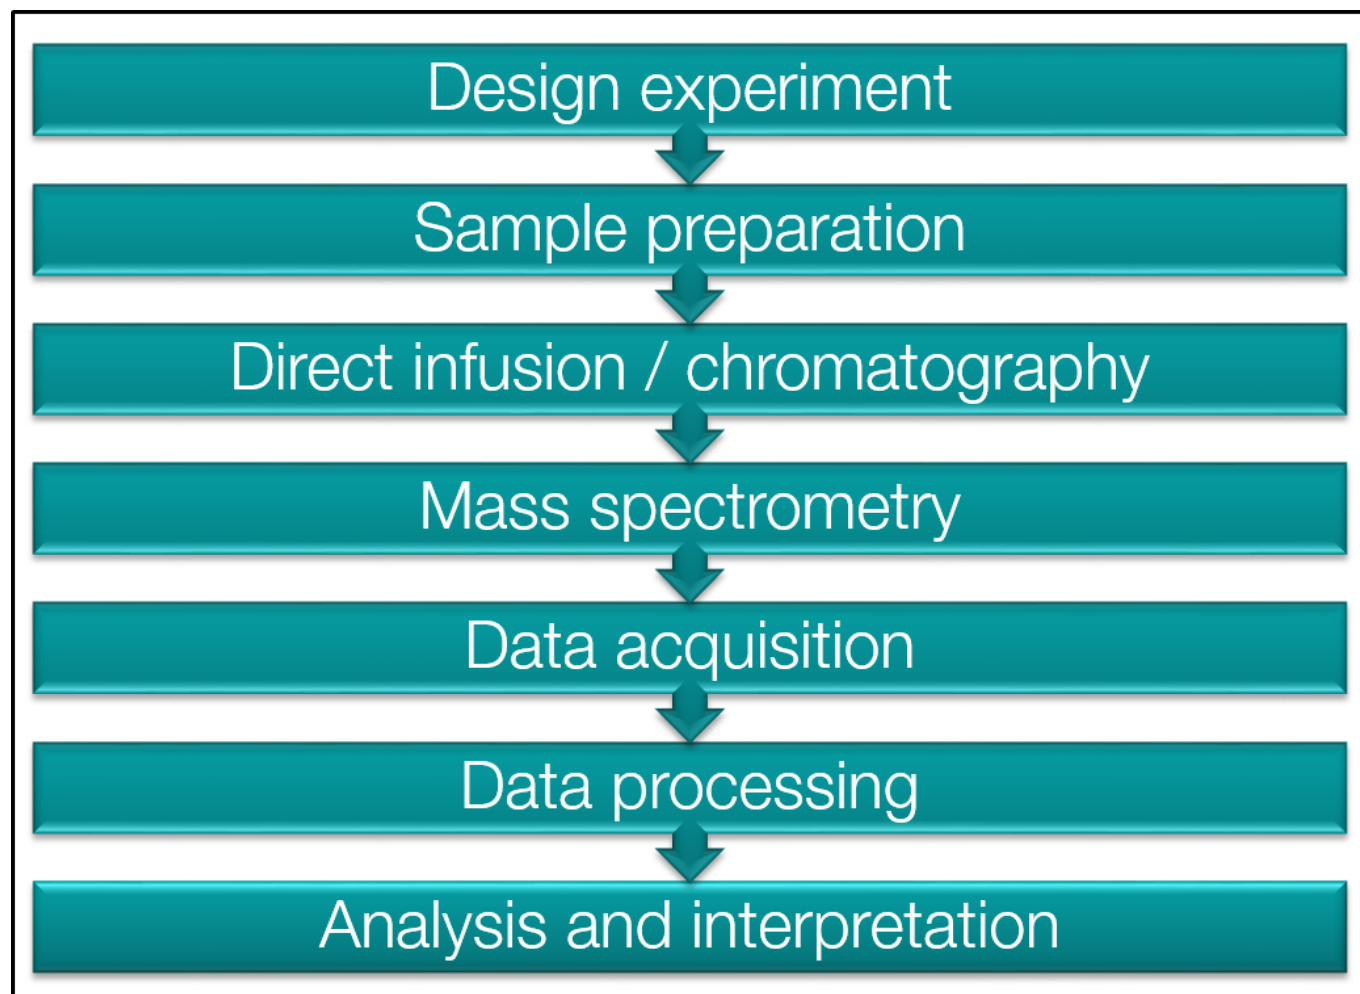 Design experiment
Sample preparation
Direct infusion / chromatography
Mass spectrometry
Data acquisition
Data processing
Analysis and interpretation